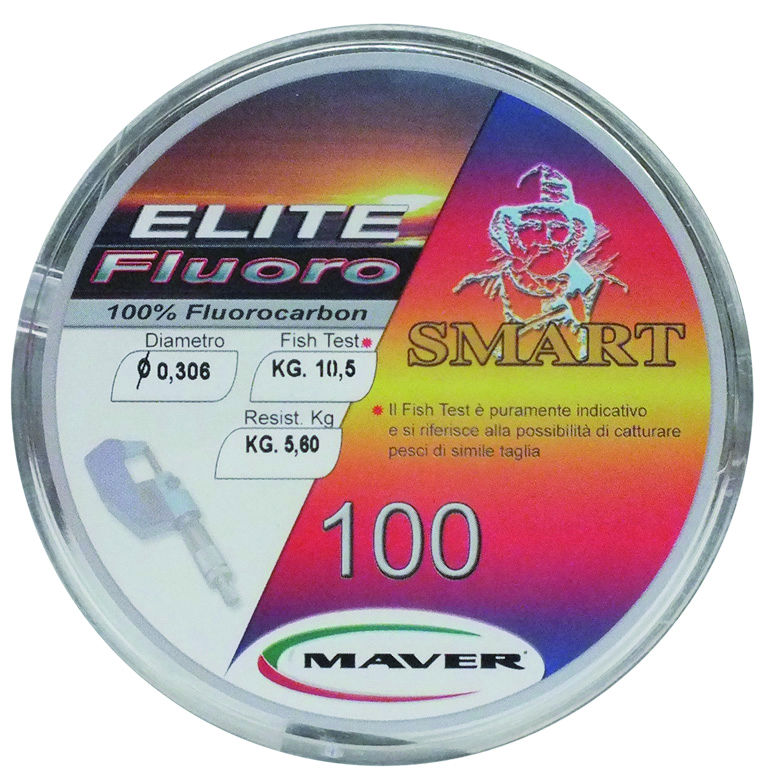 ELITE
Fluoro
100% Fluorocarbon
Diametro
Ø 0,306
Fish Test*
KG. 10,5
Resist. Kg
KG. 5,60
SMART
* Il Fish Test è puramente indicativo
e si riferisce alla possibilità di catturare
pesci di simile taglia
100
MAVER